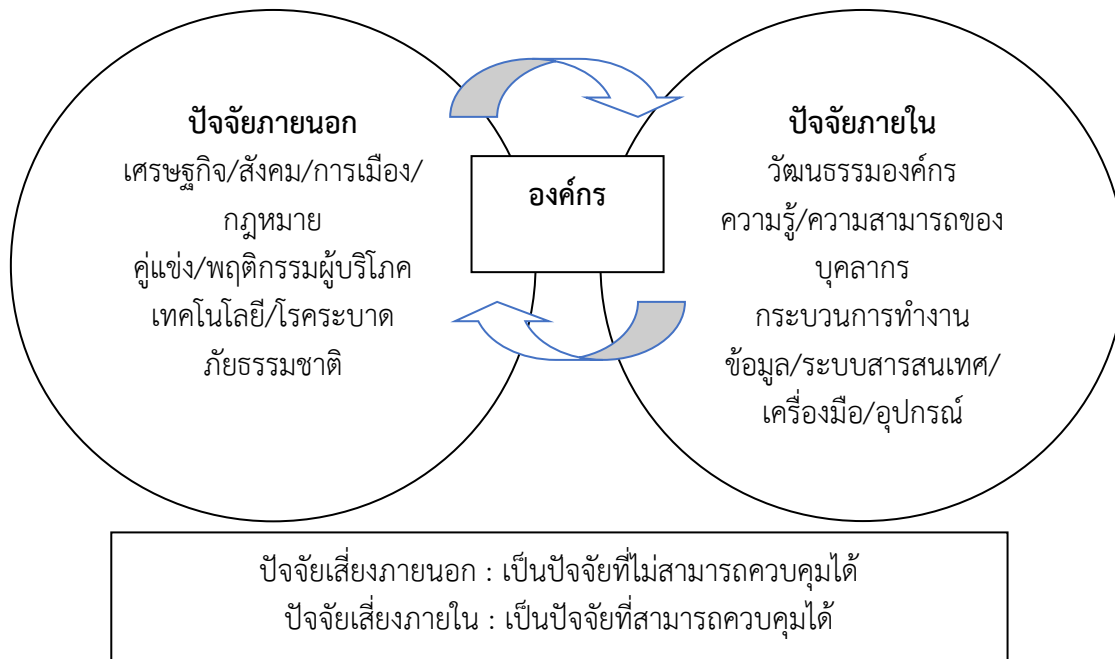 ปัจจัยภายนอก
เศรษฐกิจ/สังคม/การเมือง/
กฎหมาย
คู่แข่ง/พฤติกรรมผู้บริโภค
เทคโนโลยี/โรคระบาด
ภัยธรรมชาติ
องค์กร
ปัจจัยภายใน
วัฒนธรรมองค์กร
ความรู้/ความสามารถของ
บุคลากร
กระบวนการทำงาน
ข้อมูล/ระบบสารสนเทศ/
เครื่องมือ/อุปกรณ์
ปัจจัยเสี่ยงภายนอก : เป็นปัจจัยที่ไม่สามารถควบคุมได้
ปัจจัยเสี่ยงภายใน : เป็นปัจจัยที่สามารถควบคุมได้